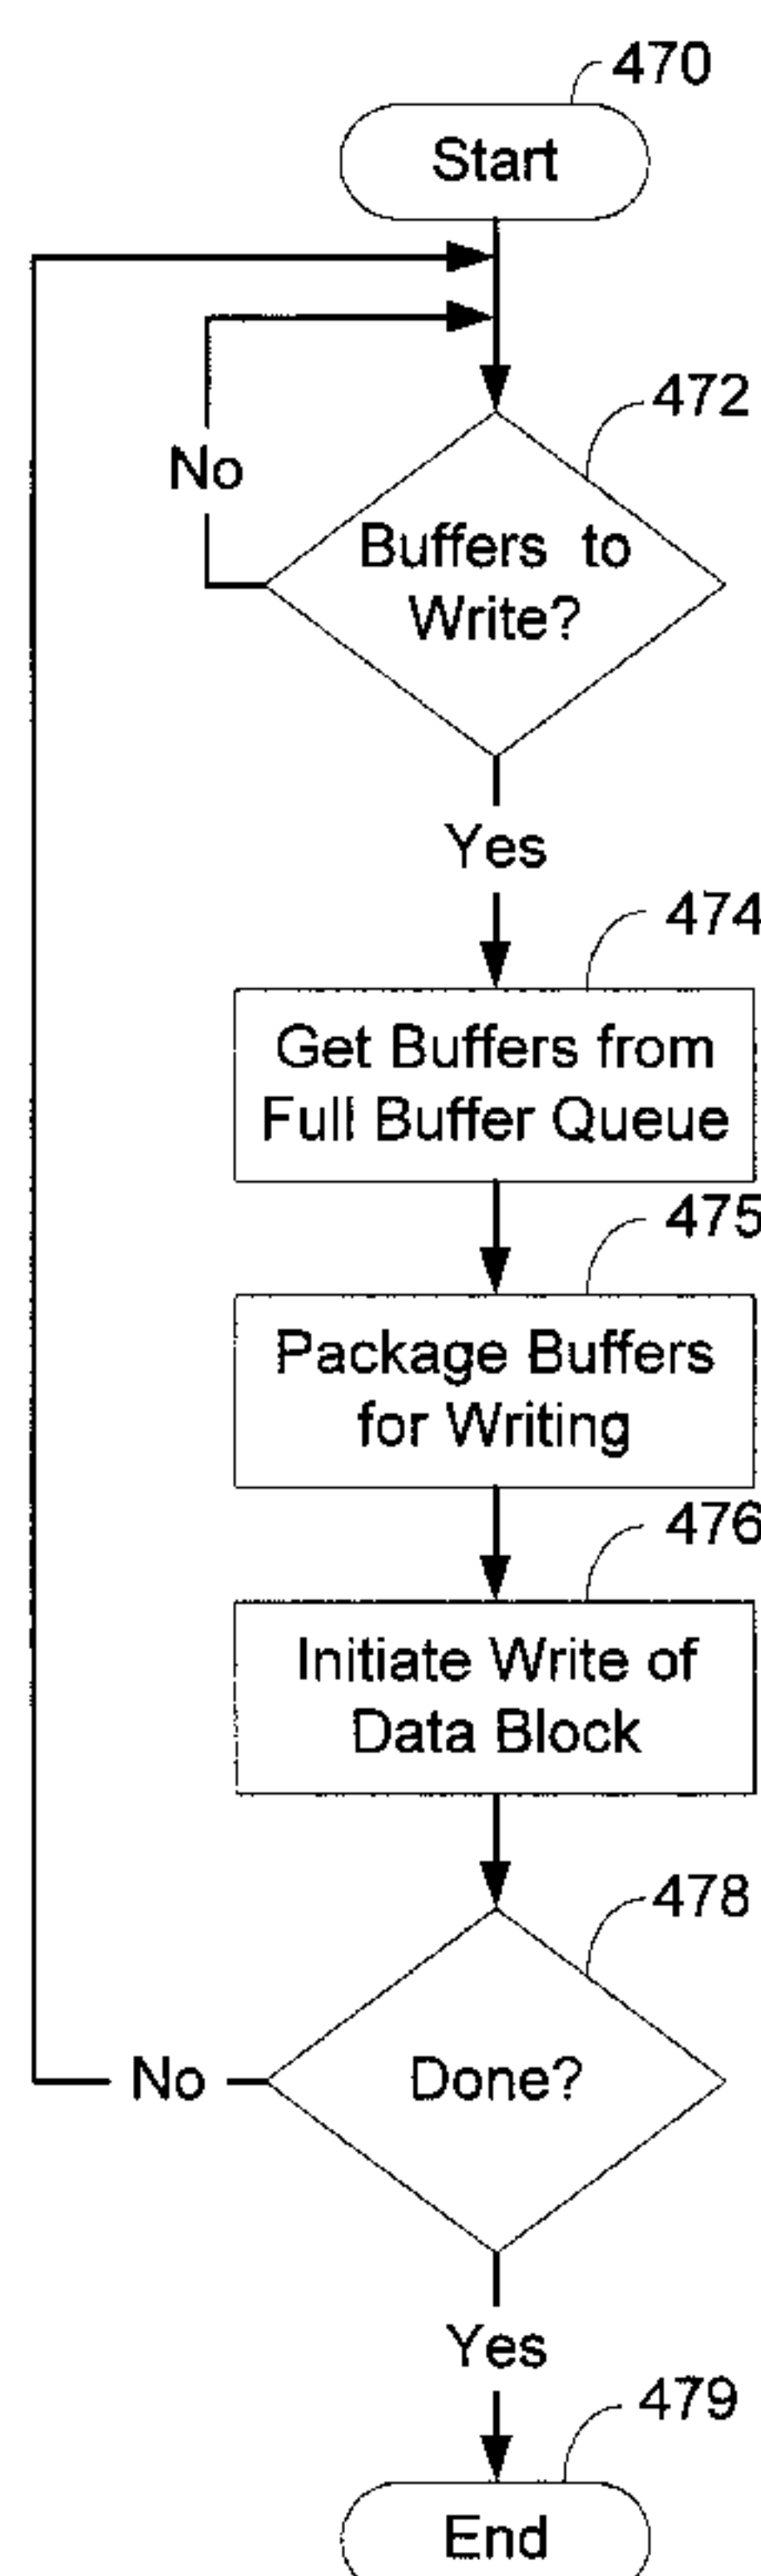 470
Start
472
No
Buffers to
Write?
Yes
474
Get Buffers from
Full Buffer Queue
475
Package Buffers
for Writing
476
Initiate Write of
Data Block
478
No
Done?
Yes
479
End